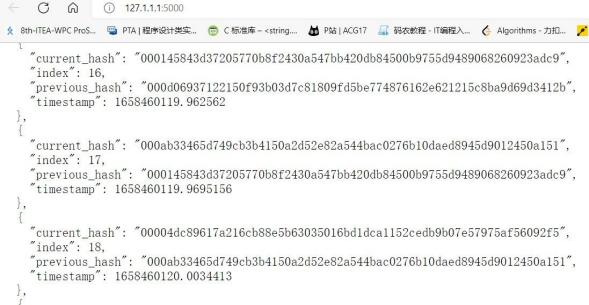 127.1.1.1:5000
8th-ITEA-WPC ProS... PTA | 程序设计类实... C 标准库 – <string.... P站 | ACG17 码农教程 - IT编程入... Algorithms - 力扣...
{
"current_hash": "000145843d37205770b8f2430a547bb420db84500b9755d9489068260923adc9",
"index": 16,
"previous_hash": "000d06937122150f93b03d7c81809fd5be774876162e621215c8ba9d69d3412b",
"timestamp": 1658460119.962562
},
{
"current_hash": "000ab33465d749cb3b4150a2d52e82a544bac0276b10daed8945d9012450a151",
"index": 17,
"previous_hash": "000145843d37205770b8f2430a547bb420db84500b9755d9489068260923adc9",
"timestamp": 1658460119.9695156
},
{
"current_hash": "00004dc89617a216cb88e5b63035016bd1dca1152cedb9b07e57975af56092f5",
"index": 18,
"previous_hash": "000ab33465d749cb3b4150a2d52e82a544bac0276b10daed8945d9012450a151",
"timestamp": 1658460120.0034413
},
{